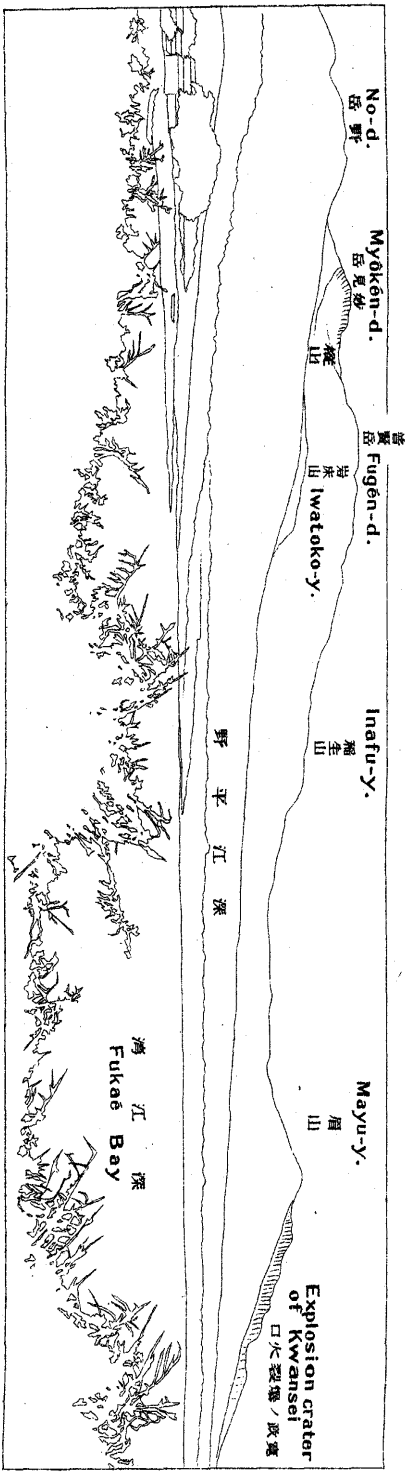 No-d.
野岳
Myôkén-d.
妙見岳
普賢岳
Fugén-d.
岩床山
Iwatoko-y.
Inafu-y.
稲生山
Mayu-y.
眉山
Explosion crater
of Kwansei
寛政ノ爆裂火口
深江平野
深江湾
Fukaé Bay